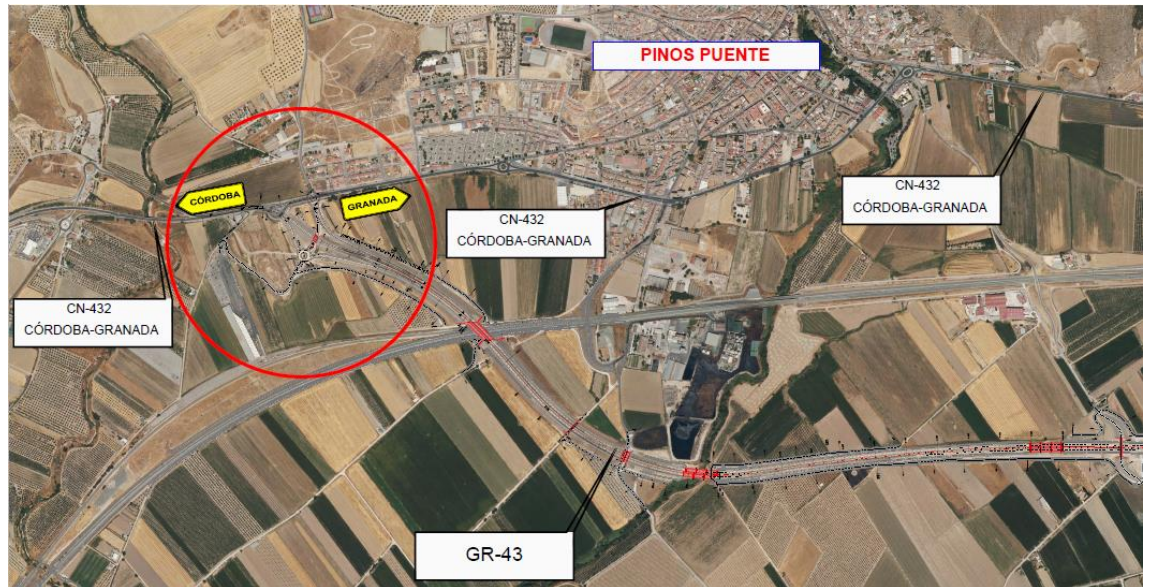 PINOS PUENTE
CÓRDOBA
GRANADA
CN-432
CÓRDOBA-GRANADA
CN-432
CÓRDOBA-GRANADA
CN-432
CÓRDOBA-GRANADA
GR-43